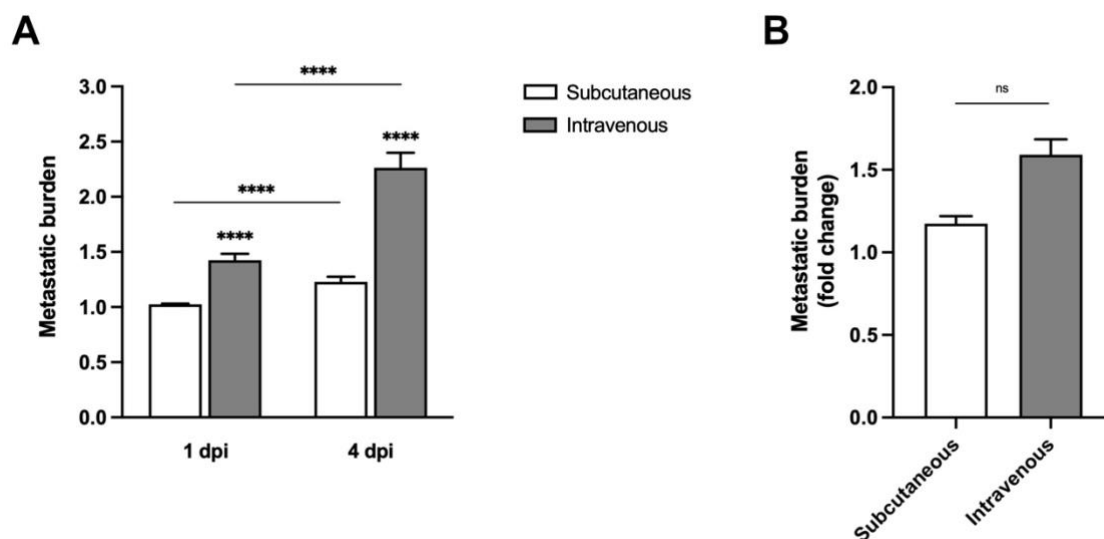 A
B
****
3.0
2.5
2.0
1.5
1.0
0.5
0.0
Metastatic burden
****
****
****
1 dpi
4 dpi
Subcutaneous
Intravenous
ns
2.0
1.5
1.0
0.5
0.0
Metastatic burden
(fold change)
Subcutaneous
Intravenous